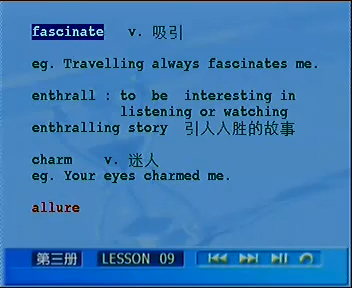 fascinate v. 吸引
eg. Travelling always fascinates me.
enthrall : to be interesting in
listening or watching
enthralling story 引人入胜的故事
charm v. 迷人
eg. Your eyes charmed me.
allure
第三册 LESSON 09